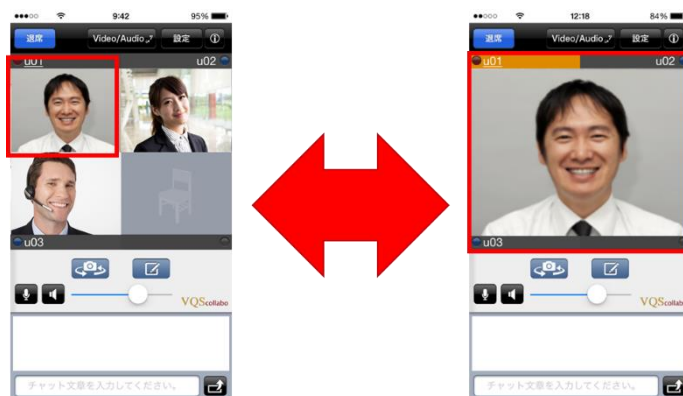 9:42 95%
退席 Video/Audio 設定
u01 u02
u03
VQScollabo
チャット文章を入力してください。
12:18 84%
退席 Video/Audio 設定
u01 u02
u03
VQScollab
チャット文章を入力してください。